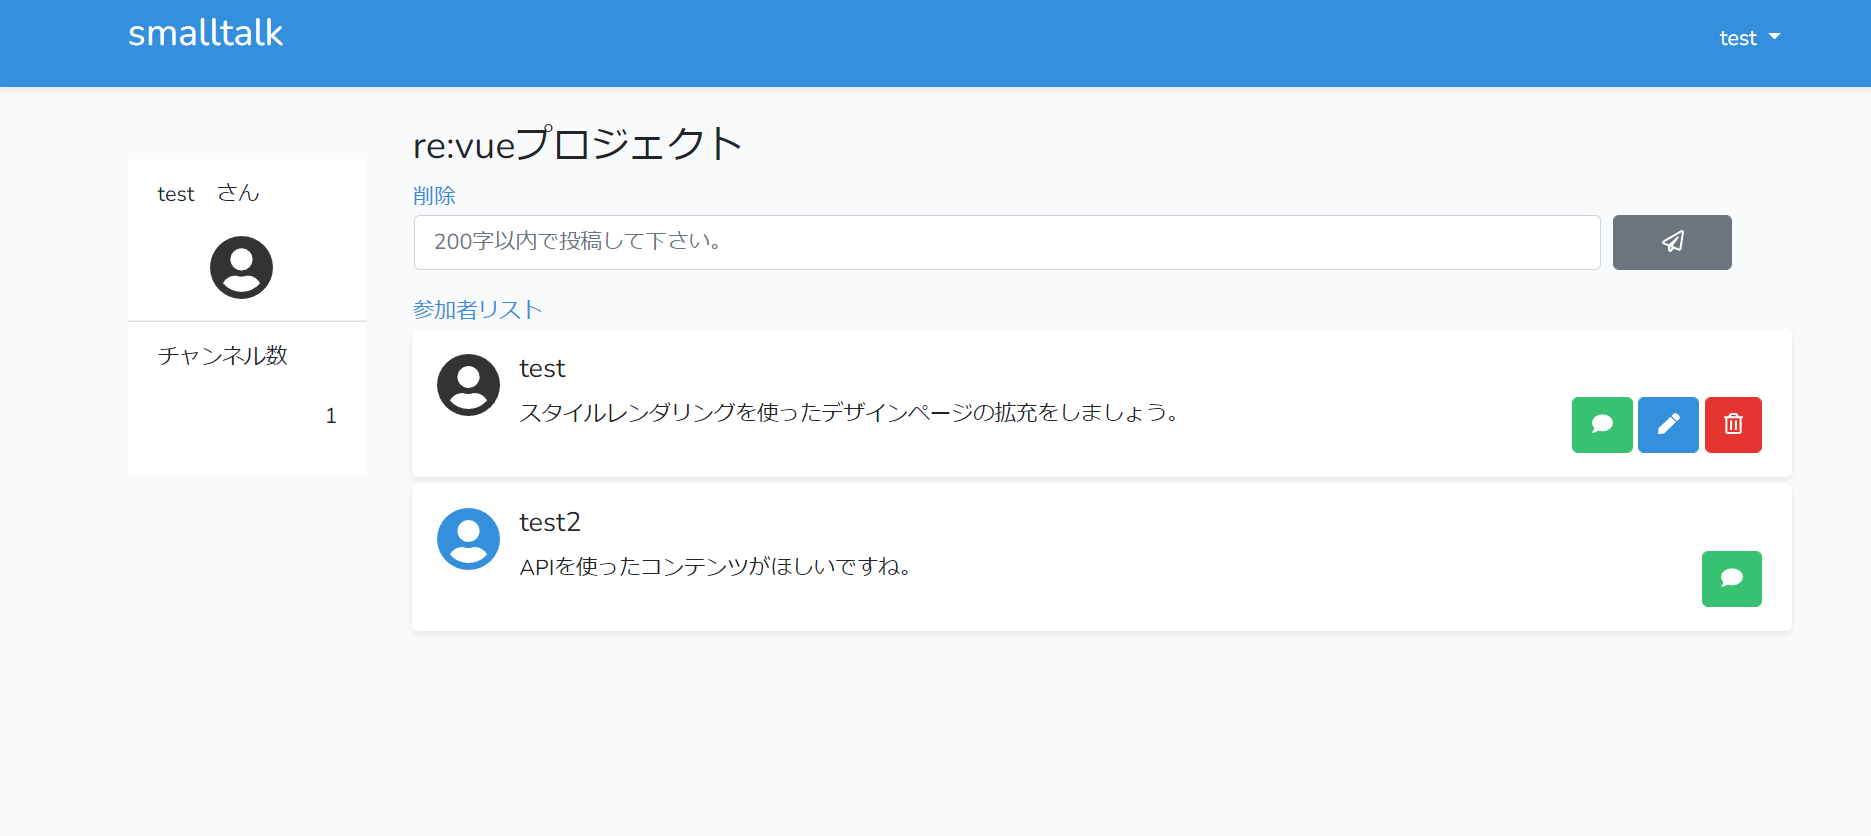 smalltalk
test
test さん
チャンネル数
1
re:vueプロジェクト
削除
200字以内で投稿して下さい。
参加者リスト
test
スタイルレンダリングを使ったデザインページの拡充をしましょう。
test2
APIを使ったコンテンツがほしいですね。